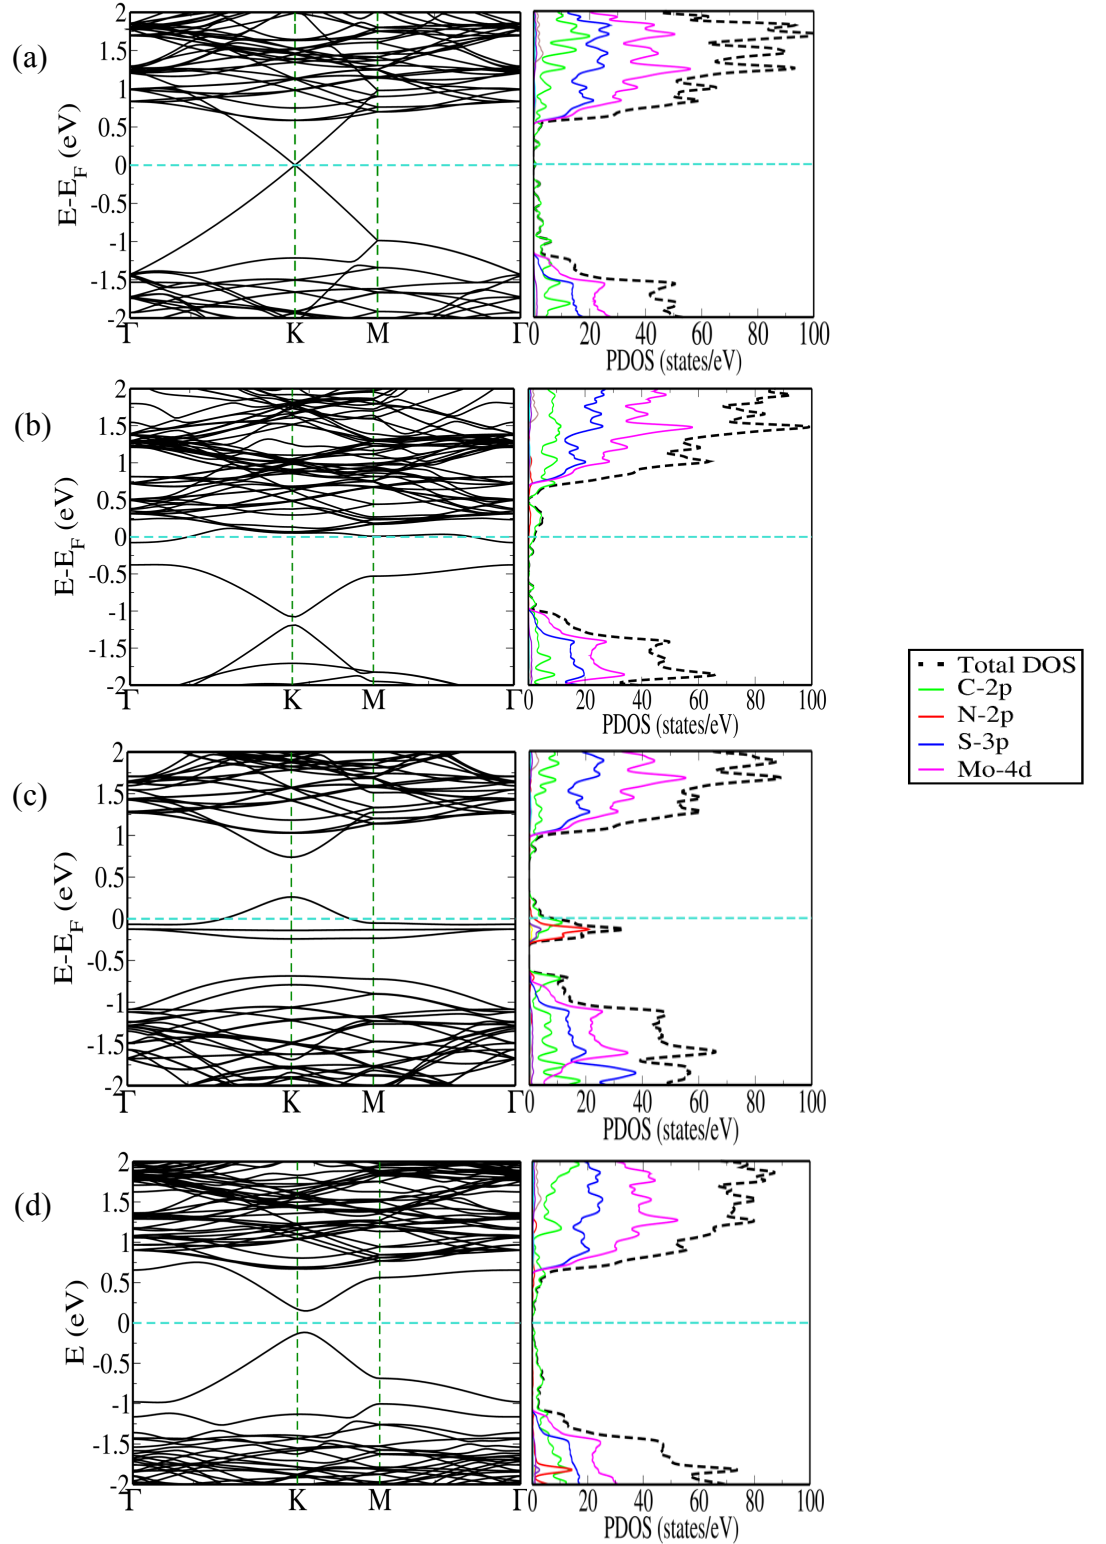 (a)
E-E_F (eV)
2
1.5
1
0.5
0
-0.5
-1
-1.5
-2
Γ K M Γ
0 20 40 60 80 100
PDOS (states/eV)
(b)
E-E_F (eV)
2
1.5
1
0.5
0
-0.5
-1
-1.5
-2
Γ K M Γ
0 20 40 60 80 100
PDOS (states/eV)
Total DOS
C-2p
N-2p
S-3p
Mo-4d
(c)
E-E_F (eV)
2
1.5
1
0.5
0
-0.5
-1
-1.5
-2
Γ K M Γ
0 20 40 60 80 100
PDOS (states/eV)
(d)
E (eV)
2
1.5
1
0.5
0
-0.5
-1
-1.5
-2
Γ K M Γ
0 20 40 60 80 100
PDOS (states/eV)